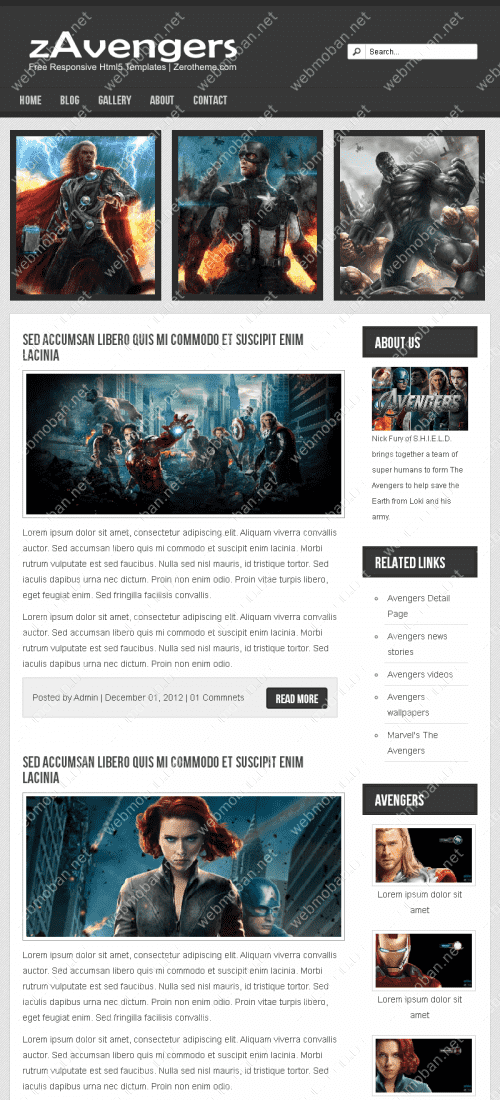 zAvengers
Free Responsive Html5 Templates | Zerotheme.com
Search...
HOME BLOG GALLERY ABOUT CONTACT
SED ACCUMSAN LIBERO QUIS MI COMMODO ET SUSCIPIT ENIM
LACINIA
Lorem ipsum dolor sit amet, consectetur adipiscing elit. Aliquam viverra convallis
auctor. Sed accumsan libero quis mi commodo et suscipit enim lacinia. Morbi
rutrum vulputate est sed faucibus. Nulla sed nisl mauris, id tristique tortor. Sed
iaculis dapibus urna nec dictum. Proin non enim odio. Proin vitae turpis libero,
eget feugiat enim. Sed fringilla facilisis convallis.
Lorem ipsum dolor sit amet, consectetur adipiscing elit. Aliquam viverra convallis
auctor. Sed accumsan libero quis mi commodo et suscipit enim lacinia. Morbi
rutrum vulputate est sed faucibus. Nulla sed nisl mauris, id tristique tortor. Sed
iaculis dapibus urna nec dictum. Proin non enim odio.
Posted by Admin | December 01, 2012 | 01 Commnets
READ MORE
SED ACCUMSAN LIBERO QUIS MI COMMODO ET SUSCIPIT ENIM
LACINIA
Lorem ipsum dolor sit amet, consectetur adipiscing elit. Aliquam viverra convallis
auctor. Sed accumsan libero quis mi commodo et suscipit enim lacinia. Morbi
rutrum vulputate est sed faucibus. Nulla sed nisl mauris, id tristique tortor. Sed
iaculis dapibus urna nec dictum. Proin non enim odio. Proin vitae turpis libero,
eget feugiat enim. Sed fringilla facilisis convallis.
Lorem ipsum dolor sit amet, consectetur adipiscing elit. Aliquam viverra convallis
auctor. Sed accumsan libero quis mi commodo et suscipit enim lacinia. Morbi
rutrum vulputate est sed faucibus. Nulla sed nisl mauris, id tristique tortor. Sed
iaculis dapibus urna nec dictum. Proin non enim odio.
ABOUT US
AVENGERS
Nick Fury of S.H.I.E.L.D.
brings together a team of
super humans to form The
Avengers to help save the
Earth from Loki and his
army.
RELATED LINKS
Avengers Detail
Page
Avengers news
stories
Avengers videos
Avengers
wallpapers
Marvel's The
Avengers
AVENGERS
Lorem ipsum dolor sit
amet
Lorem ipsum dolor sit
amet
webmoban.net